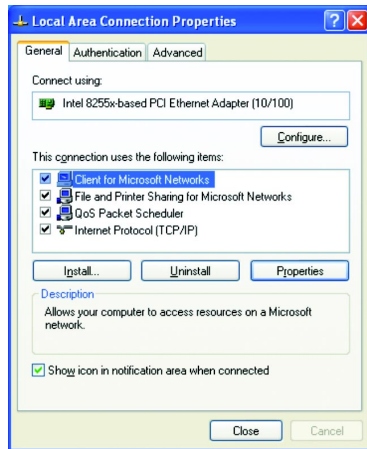 Local Area Connection Properties
General Authentication Advanced
Connect using:
Intel 8255x-based PCI Ethernet Adapter (10/100)
Configure...
This connection uses the following items:
Client for Microsoft Networks
File and Printer Sharing for Microsoft Networks
QoS Packet Scheduler
Internet Protocol (TCP/IP)
Install... Uninstall Properties
Description
Allows your computer to access resources on a Microsoft
network.
Show icon in notification area when connected
Close Cancel